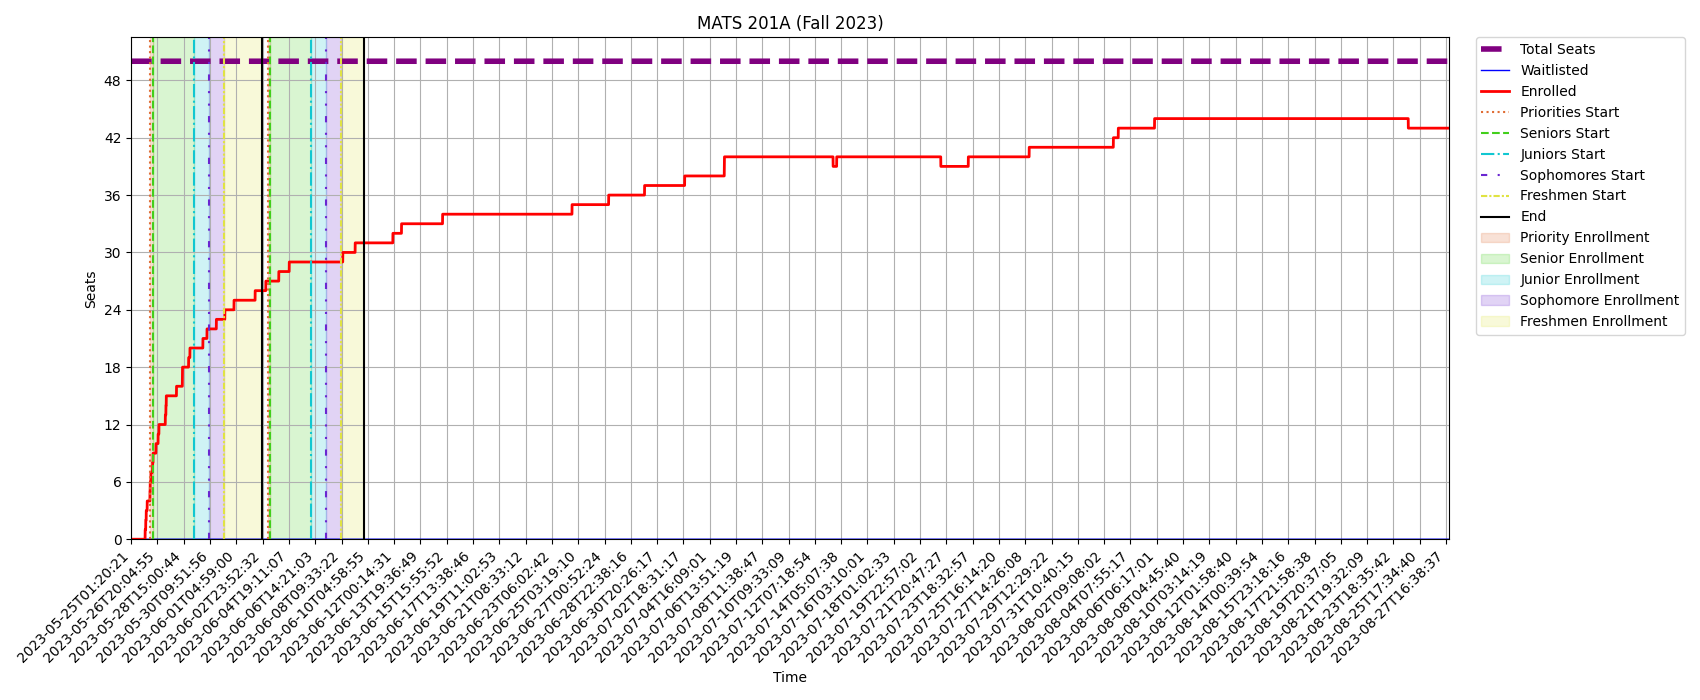 MATS 201A (Fall 2023)
Total Seats
Waitlisted
Enrolled
Priorities Start
Seniors Start
Juniors Start
Sophomores Start
Freshmen Start
End
Priority Enrollment
Senior Enrollment
Junior Enrollment
Sophomore Enrollment
Freshmen Enrollment
Seats
48
42
36
30
24
18
12
6
0
2023-05-25T01:20:21
2023-05-26T20:04:55
2023-05-28T15:00:44
2023-05-30T09:51:56
2023-06-01T04:59:00
2023-06-02T23:52:32
2023-06-04T19:11:07
2023-06-06T14:21:03
2023-06-08T09:33:22
2023-06-10T04:58:55
2023-06-12T00:14:31
2023-06-13T19:36:49
2023-06-15T15:55:52
2023-06-17T13:38:46
2023-06-19T11:02:53
2023-06-21T08:33:12
2023-06-23T06:02:42
2023-06-25T03:19:10
2023-06-27T00:52:24
2023-06-28T22:38:16
2023-06-30T20:26:17
2023-07-02T18:31:17
2023-07-04T16:09:01
2023-07-06T13:51:19
2023-07-08T11:38:47
2023-07-10T09:33:09
2023-07-12T07:18:54
2023-07-14T05:07:38
2023-07-16T03:10:01
2023-07-18T01:02:33
2023-07-19T22:57:02
2023-07-21T20:47:27
2023-07-23T18:32:57
2023-07-25T16:14:20
2023-07-27T14:26:08
2023-07-29T12:29:22
2023-07-31T10:40:15
2023-08-02T09:08:02
2023-08-04T07:55:17
2023-08-06T06:17:01
2023-08-08T04:45:40
2023-08-10T03:14:19
2023-08-12T01:58:40
2023-08-14T00:39:54
2023-08-15T23:18:16
2023-08-17T21:58:38
2023-08-19T20:37:05
2023-08-21T19:32:09
2023-08-23T18:35:42
2023-08-25T17:34:40
2023-08-27T16:38:37
Time